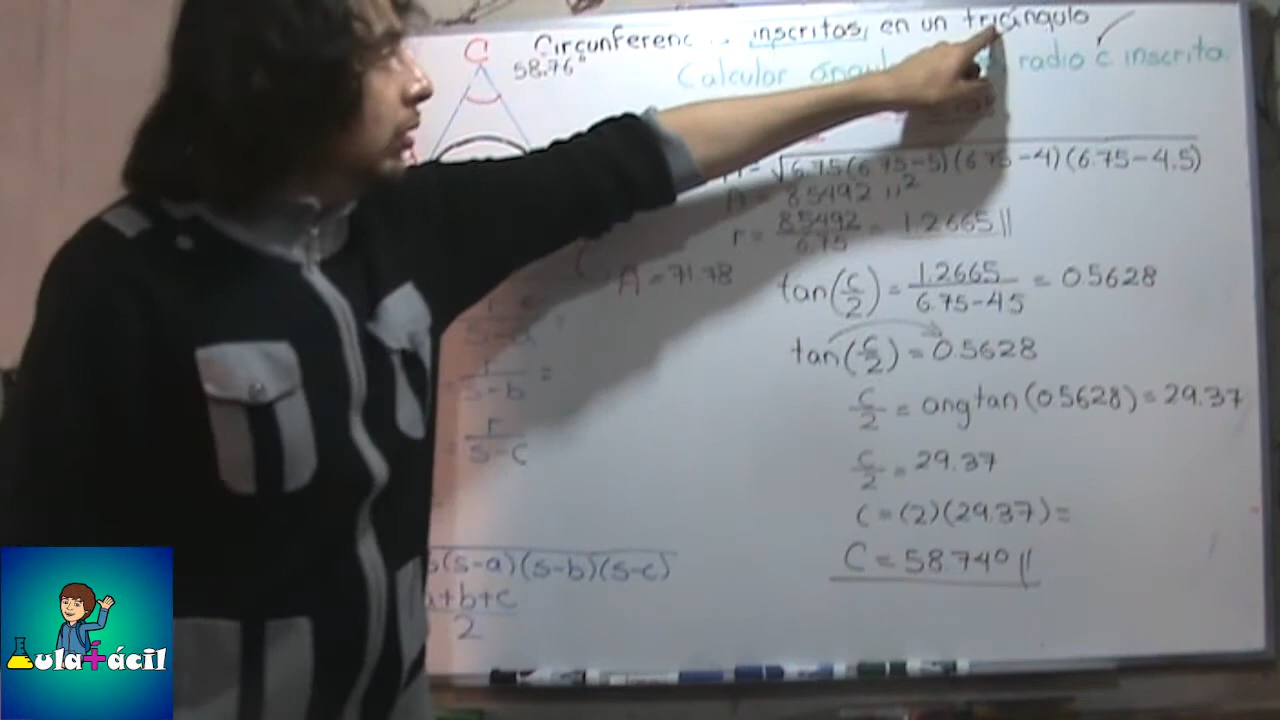 Circunferenc inscritas, en un triángulo
Calcular ángulo radio c inscrita.
C
58.76°
= √6.75(6.75-5)(6.75-4)(6.75-4.5)
A = 8.5492 u²
r = 8.5492 / 6.75 = 1.2665 //
A = 71.78
tan(C/2) = 1.2665 / 6.75-4.5 = 0.5628
tan(C/2) = 0.5628
C/2 = angtan(0.5628) = 29.37
C/2 = 29.37
C = (2)(29.37) =
C = 58.74° //
r / s-a =
= r / s-b =
= r / s-c
s(s-a)(s-b)(s-c)
a+b+c / 2
Aula+ácil